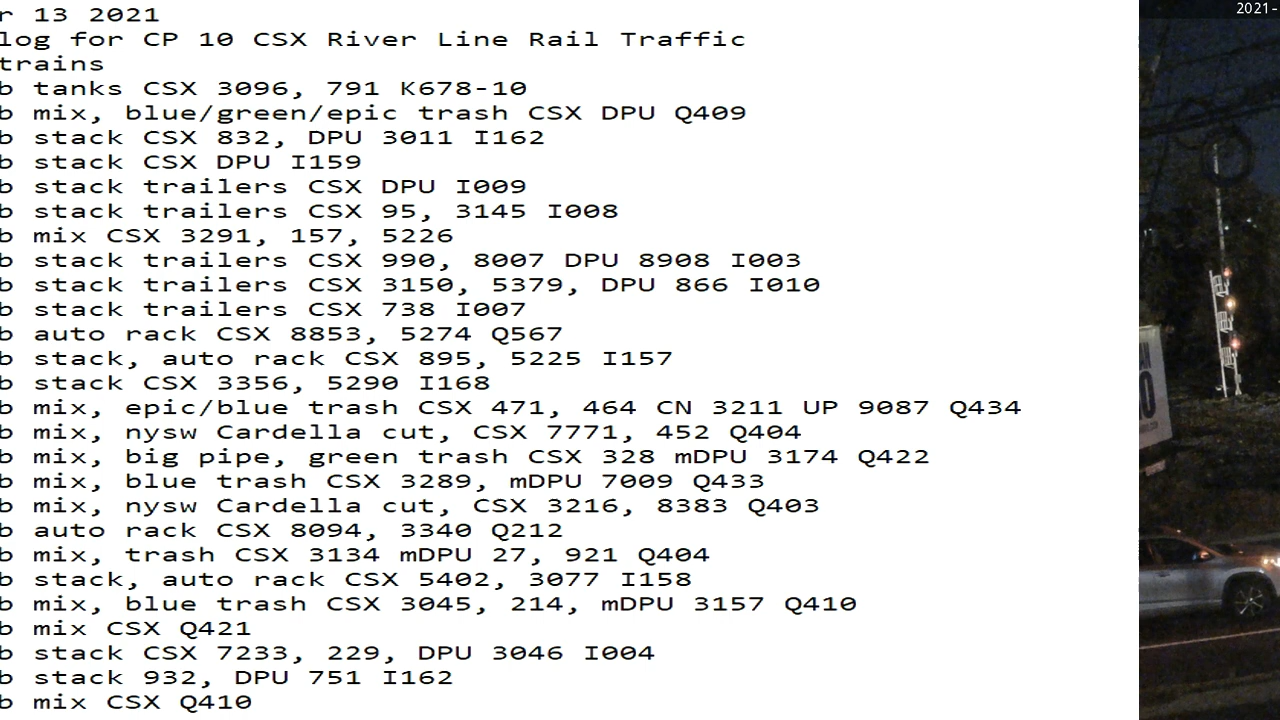 r 13 2021
log for CP 10 CSX River Line Rail Traffic
trains
b tanks CSX 3096, 791 K678-10
b mix, blue/green/epic trash CSX DPU Q409
b stack CSX 832, DPU 3011 I162
b stack CSX DPU I159
b stack trailers CSX DPU I009
b stack trailers CSX 95, 3145 I008
b mix CSX 3291, 157, 5226
b stack trailers CSX 990, 8007 DPU 8908 I003
b stack trailers CSX 3150, 5379, DPU 866 I010
b stack trailers CSX 738 I007
b auto rack CSX 8853, 5274 Q567
b stack, auto rack CSX 895, 5225 I157
b stack CSX 3356, 5290 I168
b mix, epic/blue trash CSX 471, 464 CN 3211 UP 9087 Q434
b mix, nysw Cardella cut, CSX 7771, 452 Q404
b mix, big pipe, green trash CSX 328 mDPU 3174 Q422
b mix, blue trash CSX 3289, mDPU 7009 Q433
b mix, nysw Cardella cut, CSX 3216, 8383 Q403
b auto rack CSX 8094, 3340 Q212
b mix, trash CSX 3134 mDPU 27, 921 Q404
b stack, auto rack CSX 5402, 3077 I158
b mix, blue trash CSX 3045, 214, mDPU 3157 Q410
b mix CSX Q421
b stack CSX 7233, 229, DPU 3046 I004
b stack 932, DPU 751 I162
b mix CSX Q410
2021-